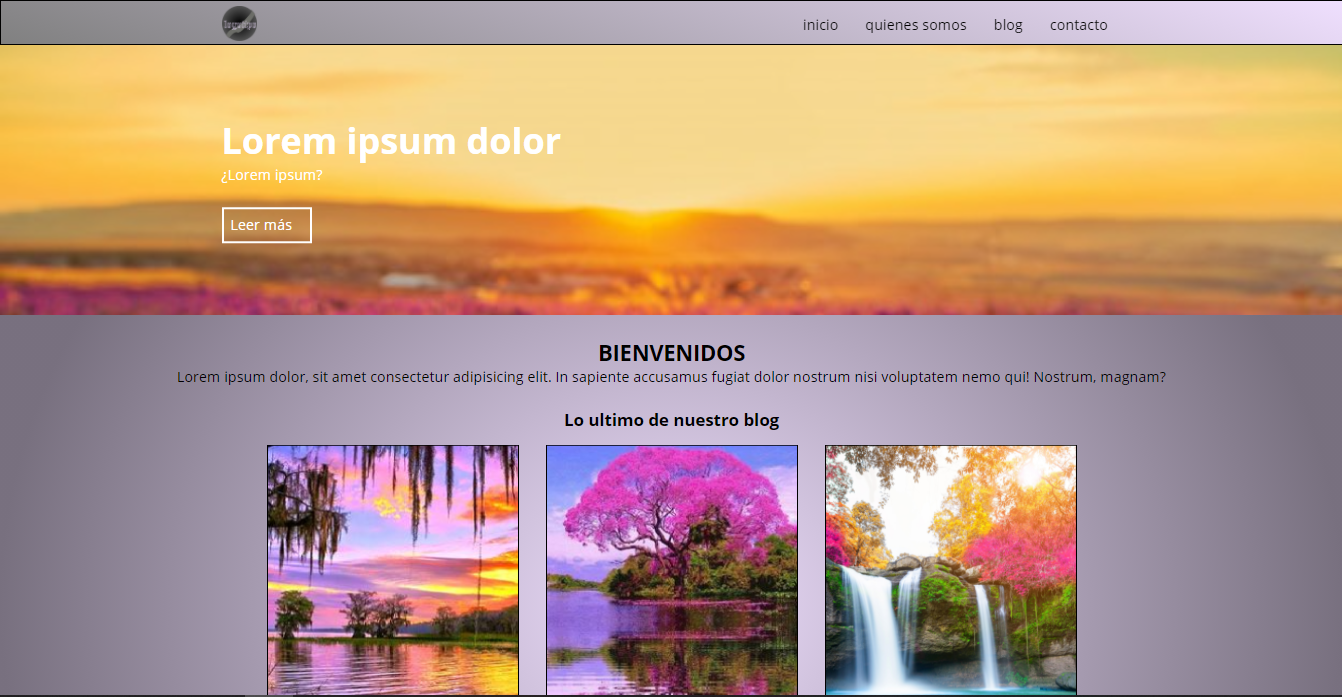 inicio quienes somos blog contacto
Lorem ipsum dolor
¿Lorem ipsum?
Leer más
BIENVENIDOS
Lorem ipsum dolor, sit amet consectetur adipisicing elit. In sapiente accusamus fugiat dolor nostrum nisi voluptatem nemo qui! Nostrum, magnam?
Lo ultimo de nuestro blog